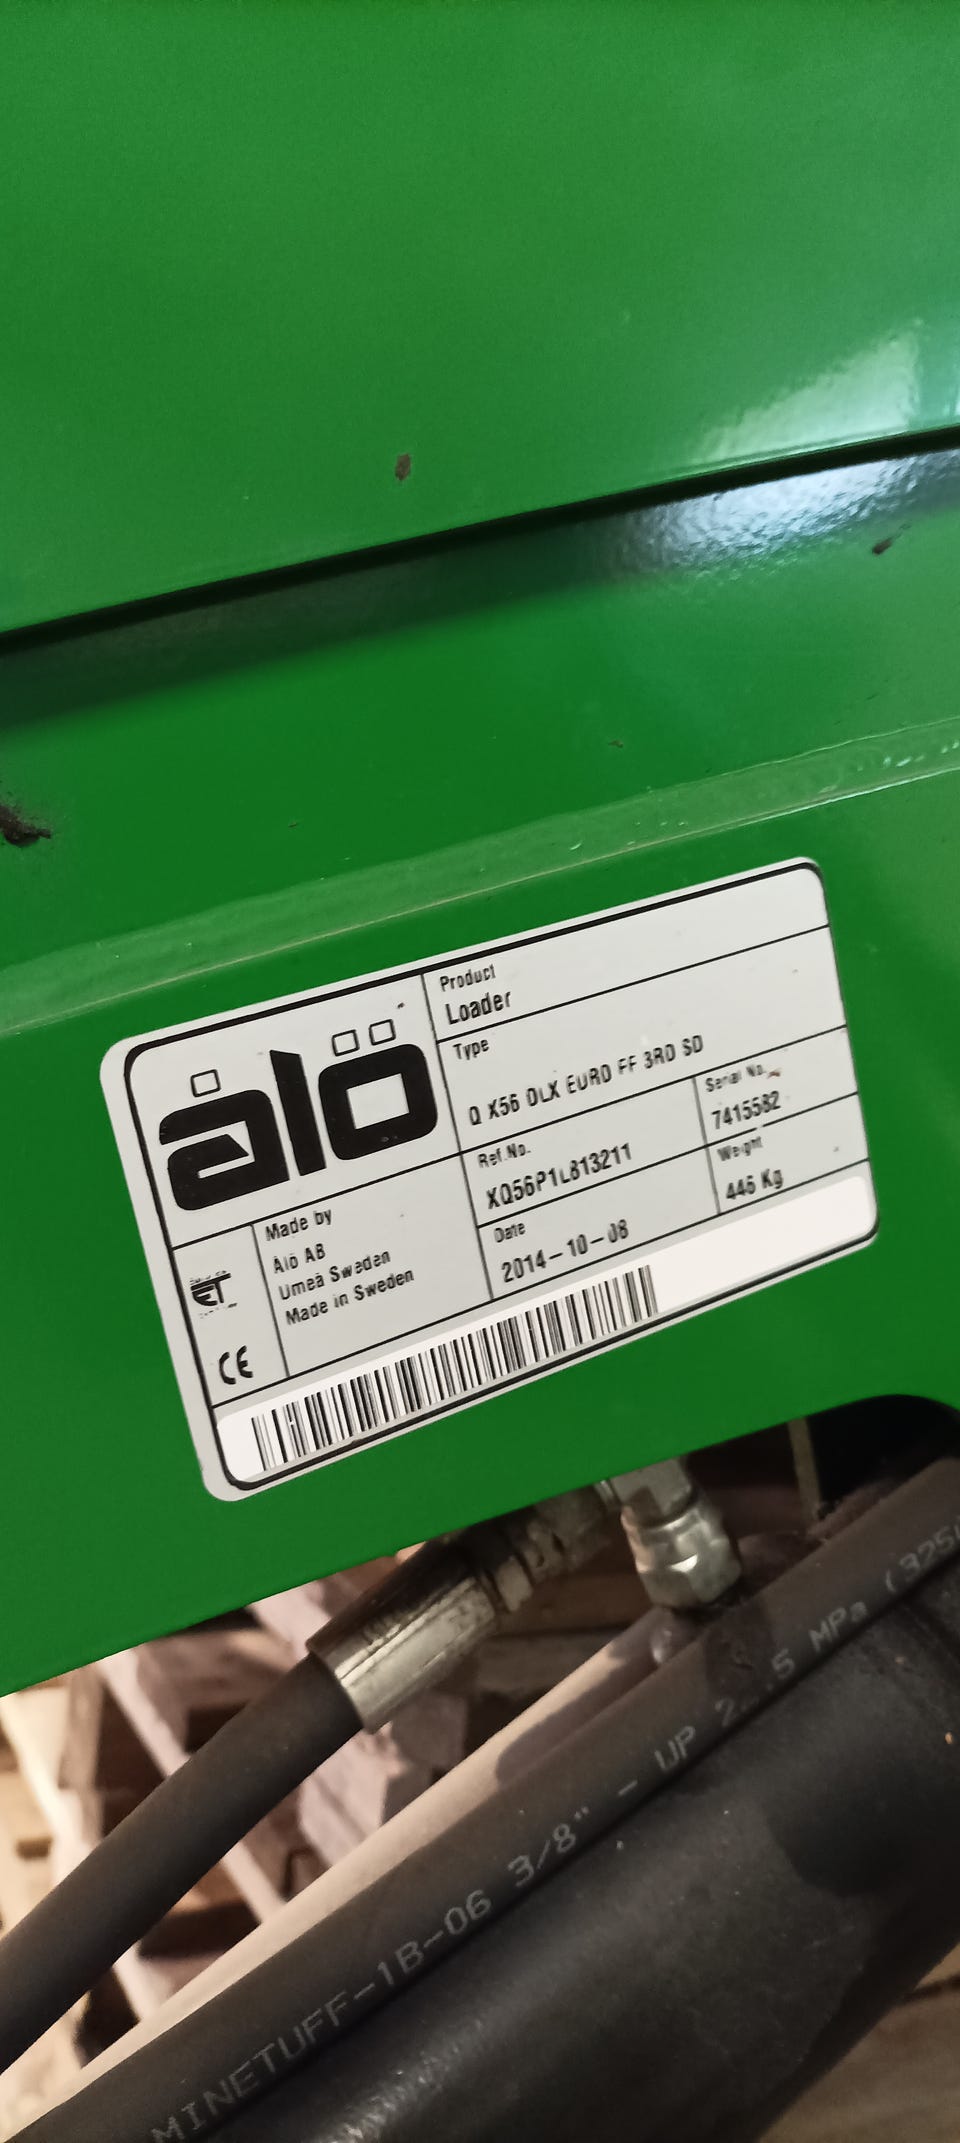 ålö
Product
Loader
Type
Q X56 DLX EURO FF 3RD SD
Ref.No.
XQ56P1L813211
Serial No.
7415582
Date
2014-10-08
Weight
445 Kg
Made by
Ålö AB
Umeå Sweden
Made in Sweden
CE
MINETUFF-1B-06 3/8" - UP MPa